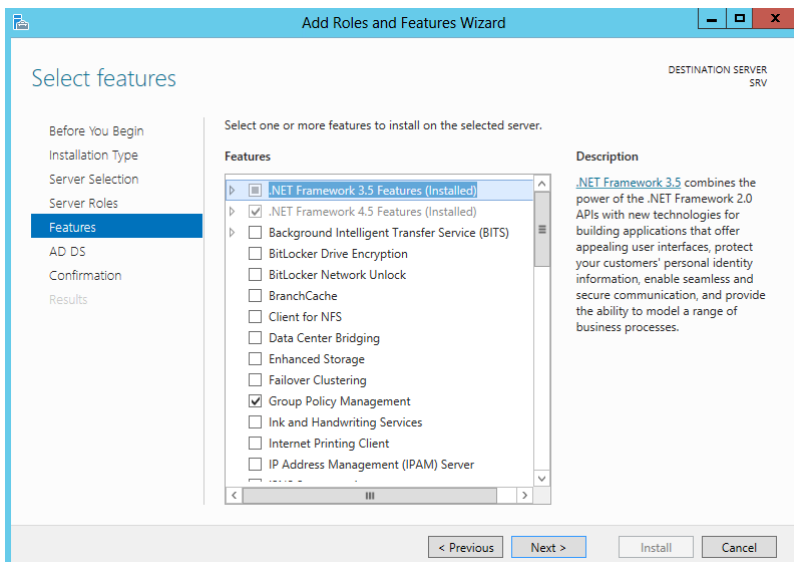 Add Roles and Features Wizard
Select features
DESTINATION SERVER
SRV
Before You Begin
Installation Type
Server Selection
Server Roles
Features
AD DS
Confirmation
Results
Select one or more features to install on the selected server.
Features
.NET Framework 3.5 Features (Installed)
.NET Framework 4.5 Features (Installed)
Background Intelligent Transfer Service (BITS)
BitLocker Drive Encryption
BitLocker Network Unlock
BranchCache
Client for NFS
Data Center Bridging
Enhanced Storage
Failover Clustering
Group Policy Management
Ink and Handwriting Services
Internet Printing Client
IP Address Management (IPAM) Server
Description
.NET Framework 3.5 combines the
power of the .NET Framework 2.0
APIs with new technologies for
building applications that offer
appealing user interfaces, protect
your customers' personal identity
information, enable seamless and
secure communication, and provide
the ability to model a range of
business processes.
< Previous
Next >
Install
Cancel